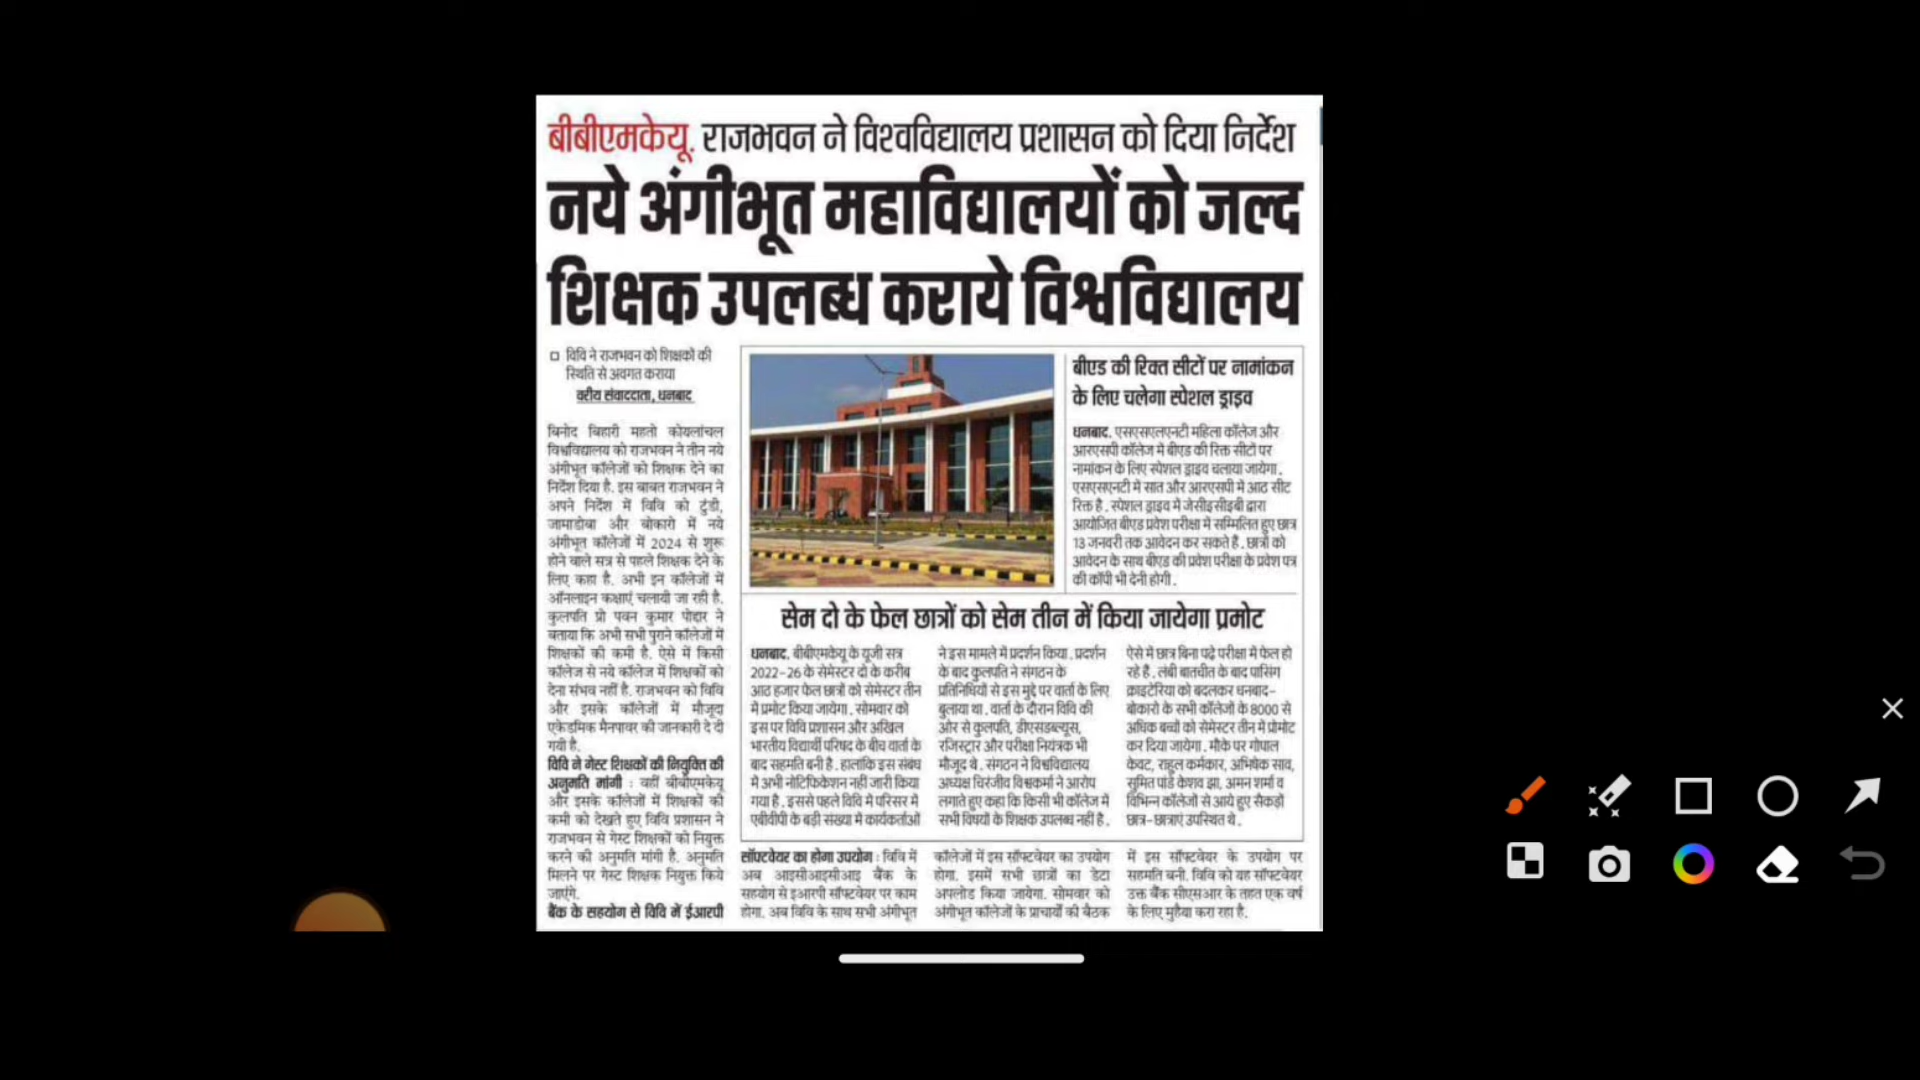 बीबीएमकेयू. राजभवन ने विश्वविद्यालय प्रशासन को दिया निर्देश
नये अंगीभूत महाविद्यालयों को जल्द
शिक्षक उपलब्ध कराये विश्वविद्यालय
विवि ने राजभवन को शिक्षकों की
स्थिति से अवगत कराया
वरीय संवाददाता, धनबाद
बिनोद बिहारी महतो कोयलांचल
विश्वविद्यालय को राजभवन ने तीन नये
अंगीभूत कॉलेजों को शिक्षक देने का
निर्देश दिया है. इस बाबत राजभवन ने
अपने निर्देश में विवि को टुंडी,
जामाडोबा और बोकारो में नये
अंगीभूत कॉलेजों में 2024 से शुरू
होने वाले सत्र से पहले शिक्षक देने के
लिए कहा है. अभी इन कॉलेजों में
ऑनलाइन कक्षाएं चलायी जा रही है.
कुलपति प्रो पवन कुमार पोद्दार ने
बताया कि अभी सभी पुराने कॉलेजों में
शिक्षकों की कमी है. ऐसे में किसी
कॉलेज से नये कॉलेज में शिक्षकों को
देना संभव नहीं है. राजभवन को विवि
और इसके कॉलेजों में मौजूदा
एकेडमिक मैनपावर की जानकारी दे दी
गयी है.
विवि ने गेस्ट शिक्षकों की नियुक्ति की
अनुमति मांगी : वहीं बीबीएमकेयू
और इसके कॉलेजों में शिक्षकों की
कमी को देखते हुए विवि प्रशासन ने
राजभवन से गेस्ट शिक्षकों को नियुक्त
करने की अनुमति मांगी है. अनुमति
मिलने पर गेस्ट शिक्षक नियुक्त किये
जाएंगे.
बैंक के सहयोग से विवि में ईआरपी
सॉफ्टवेयर का होगा उपयोग : विवि में
अब आइसीआइसीआइ बैंक के
सहयोग से इआरपी सॉफ्टवेयर पर काम
होगा. अब विवि के साथ सभी अंगीभूत
कॉलेजों में इस सॉफ्टवेयर का उपयोग
होगा. इसमें सभी छात्रों का डेटा
अपलोड किया जायेगा. सोमवार को
अंगीभूत कॉलेजों के प्राचार्यों की बैठक
में इस सॉफ्टवेयर के उपयोग पर
सहमति बनी. विवि को यह सॉफ्टवेयर
उक्त बैंक सीएसआर के तहत एक वर्ष
के लिए मुहैया करा रहा है.
बीएड की रिक्त सीटों पर नामांकन
के लिए चलेगा स्पेशल ड्राइव
धनबाद. एसएसएलएनटी महिला कॉलेज और
आरएसपी कॉलेज में बीएड की रिक्त सीटों पर
नामांकन के लिए स्पेशल ड्राइव चलाया जायेगा.
एसएसएनटी में सात और आरएसपी में आठ सीट
रिक्त है. स्पेशल ड्राइव में जेसीइसीइबी द्वारा
आयोजित बीएड प्रवेश परीक्षा में सम्मिलित हुए छात्र
13 जनवरी तक आवेदन कर सकते हैं. छात्रों को
आवेदन के साथ बीएड की प्रवेश परीक्षा के प्रवेश पत्र
की कॉपी भी देनी होगी.
सेम दो के फेल छात्रों को सेम तीन में किया जायेगा प्रमोट
धनबाद. बीबीएमकेयू के यूजी सत्र
2022-26 के सेमेस्टर दो के करीब
आठ हजार फेल छात्रों को सेमेस्टर तीन
में प्रमोट किया जायेगा. सोमवार को
इस पर विवि प्रशासन और अखिल
भारतीय विद्यार्थी परिषद के बीच वार्ता के
बाद सहमति बनी है. हालांकि इस संबंध
में अभी नोटिफिकेशन नहीं जारी किया
गया है. इससे पहले विवि में परिसर में
एबीवीपी के बड़ी संख्या में कार्यकर्ताओं
ने इस मामले में प्रदर्शन किया. प्रदर्शन
के बाद कुलपति ने संगठन के
प्रतिनिधियों से इस मुद्दे पर वार्ता के लिए
बुलाया था. वार्ता के दौरान विवि की
ओर से कुलपति, डीएसडब्ल्यूस,
रजिस्ट्रार और परीक्षा नियंत्रक भी
मौजूद थे. संगठन ने विश्वविद्यालय
अध्यक्ष चिरंजीव विश्वकर्मा ने आरोप
लगाते हुए कहा कि किसी भी कॉलेज में
सभी विषयों के शिक्षक उपलब्ध नहीं है.
ऐसे में छात्र बिना पढ़े परीक्षा में फेल हो
रहे हैं. लंबी बातचीत के बाद पासिंग
क्राइटेरिया को बदलकर धनबाद-
बोकारो के सभी कॉलेजों के 8000 से
अधिक बच्चों को सेमेस्टर तीन में प्रोमोट
कर दिया जायेगा. मौके पर गोपाल
केवट, राहुल कर्मकार, अभिषेक साव,
सुमित पांडे केशव झा, अमन शर्मा व
विभिन्न कॉलेजों से आये हुए सैकड़ों
छात्र-छात्राएं उपस्थित थे.